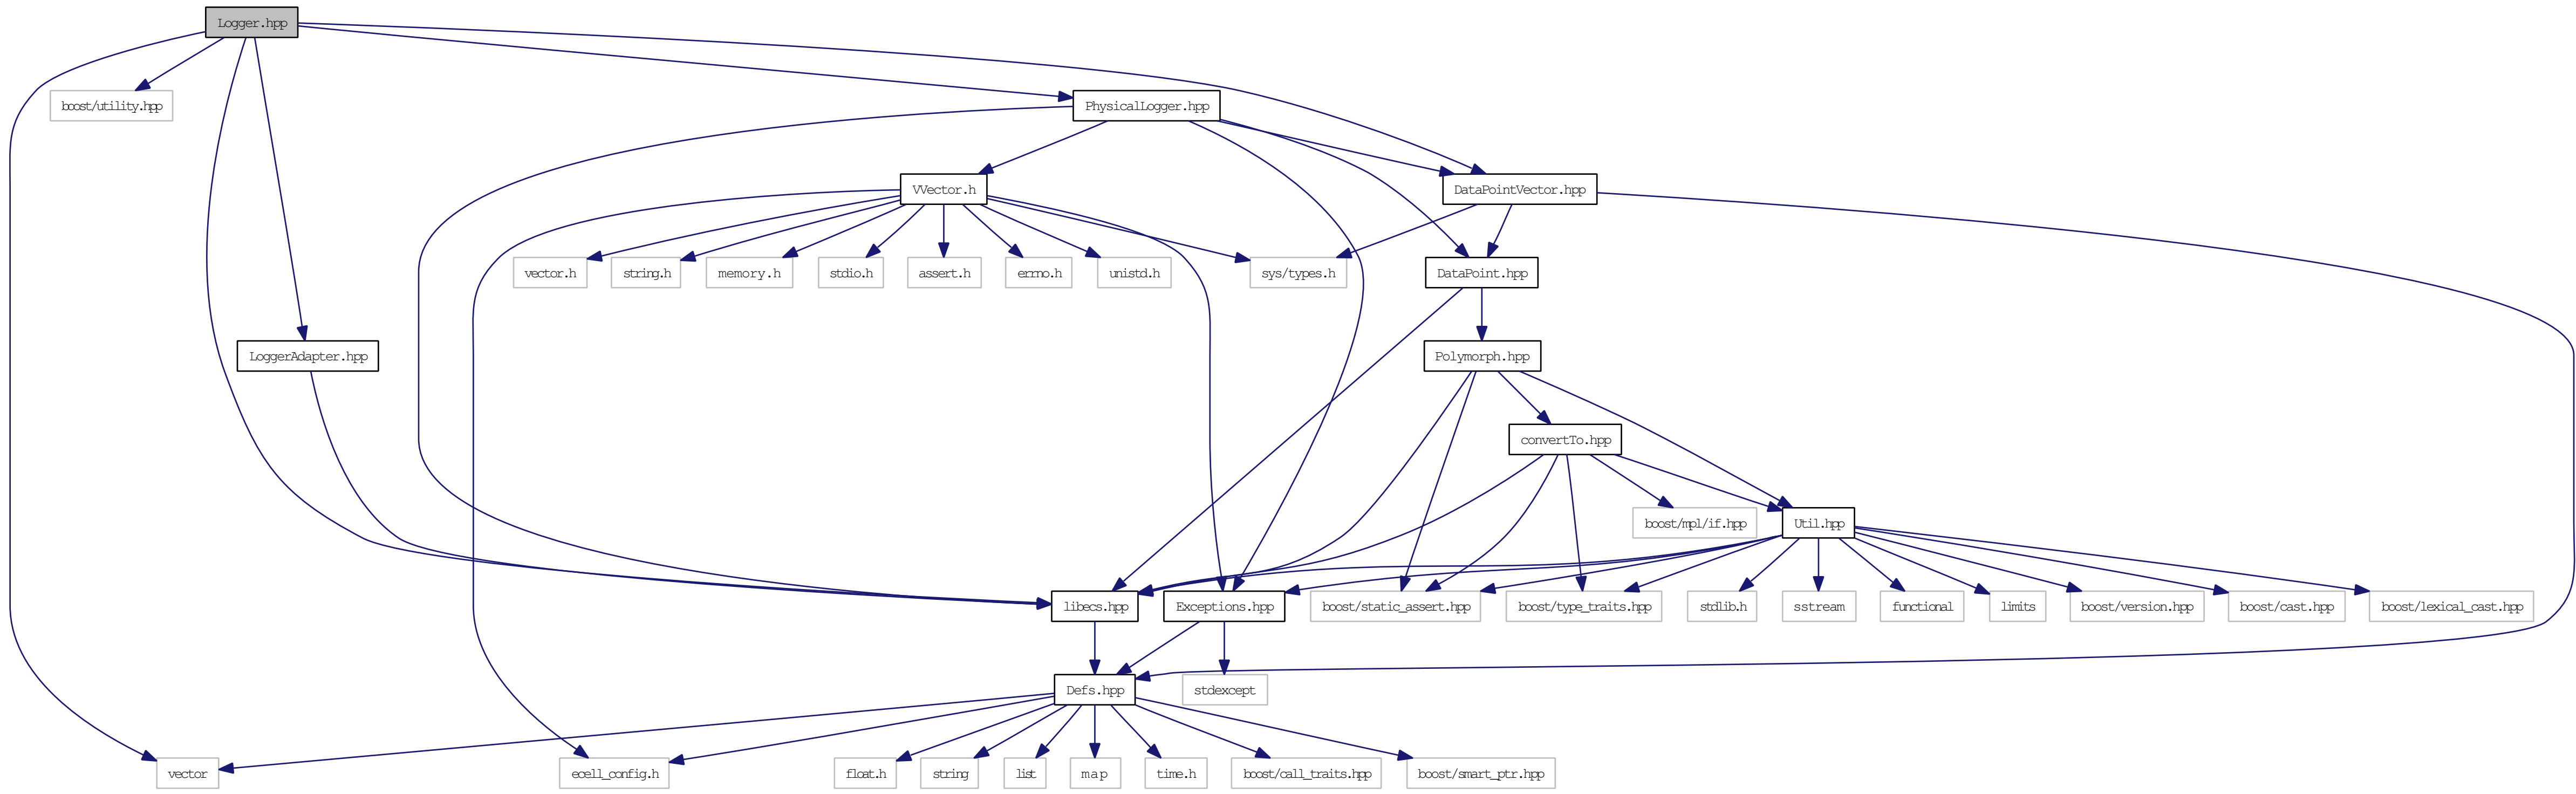 Logger.hpp
boost/utility.hpp
PhysicalLogger.hpp
VVector.h
DataPointVector.hpp
vector.h
string.h
memory.h
stdio.h
assert.h
errno.h
unistd.h
sys/types.h
DataPoint.hpp
LoggerAdapter.hpp
Polymorph.hpp
convertTo.hpp
boost/mpl/if.hpp
Util.hpp
libecs.hpp
Exceptions.hpp
boost/static_assert.hpp
boost/type_traits.hpp
stdlib.h
sstream
functional
limits
boost/version.hpp
boost/cast.hpp
boost/lexical_cast.hpp
Defs.hpp
stdexcept
vector
ecell_config.h
float.h
string
list
map
time.h
boost/call_traits.hpp
boost/smart_ptr.hpp